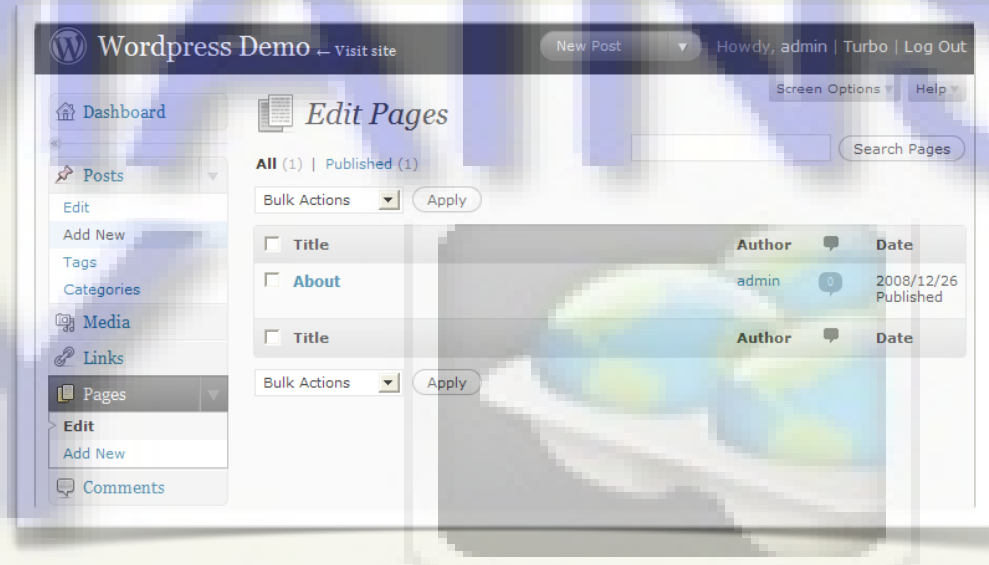 Wordpress Demo ← Visit site
New Post
Howdy, admin | Turbo | Log Out
Screen Options
Help
Dashboard
Edit Pages
Search Pages
All (1) | Published (1)
Posts
Bulk Actions
Apply
Edit
Add New
Tags
Categories
Title Author Date
About admin 0 2008/12/26
Published
Title Author Date
Media
Links
Bulk Actions
Apply
Pages
Edit
Add New
Comments